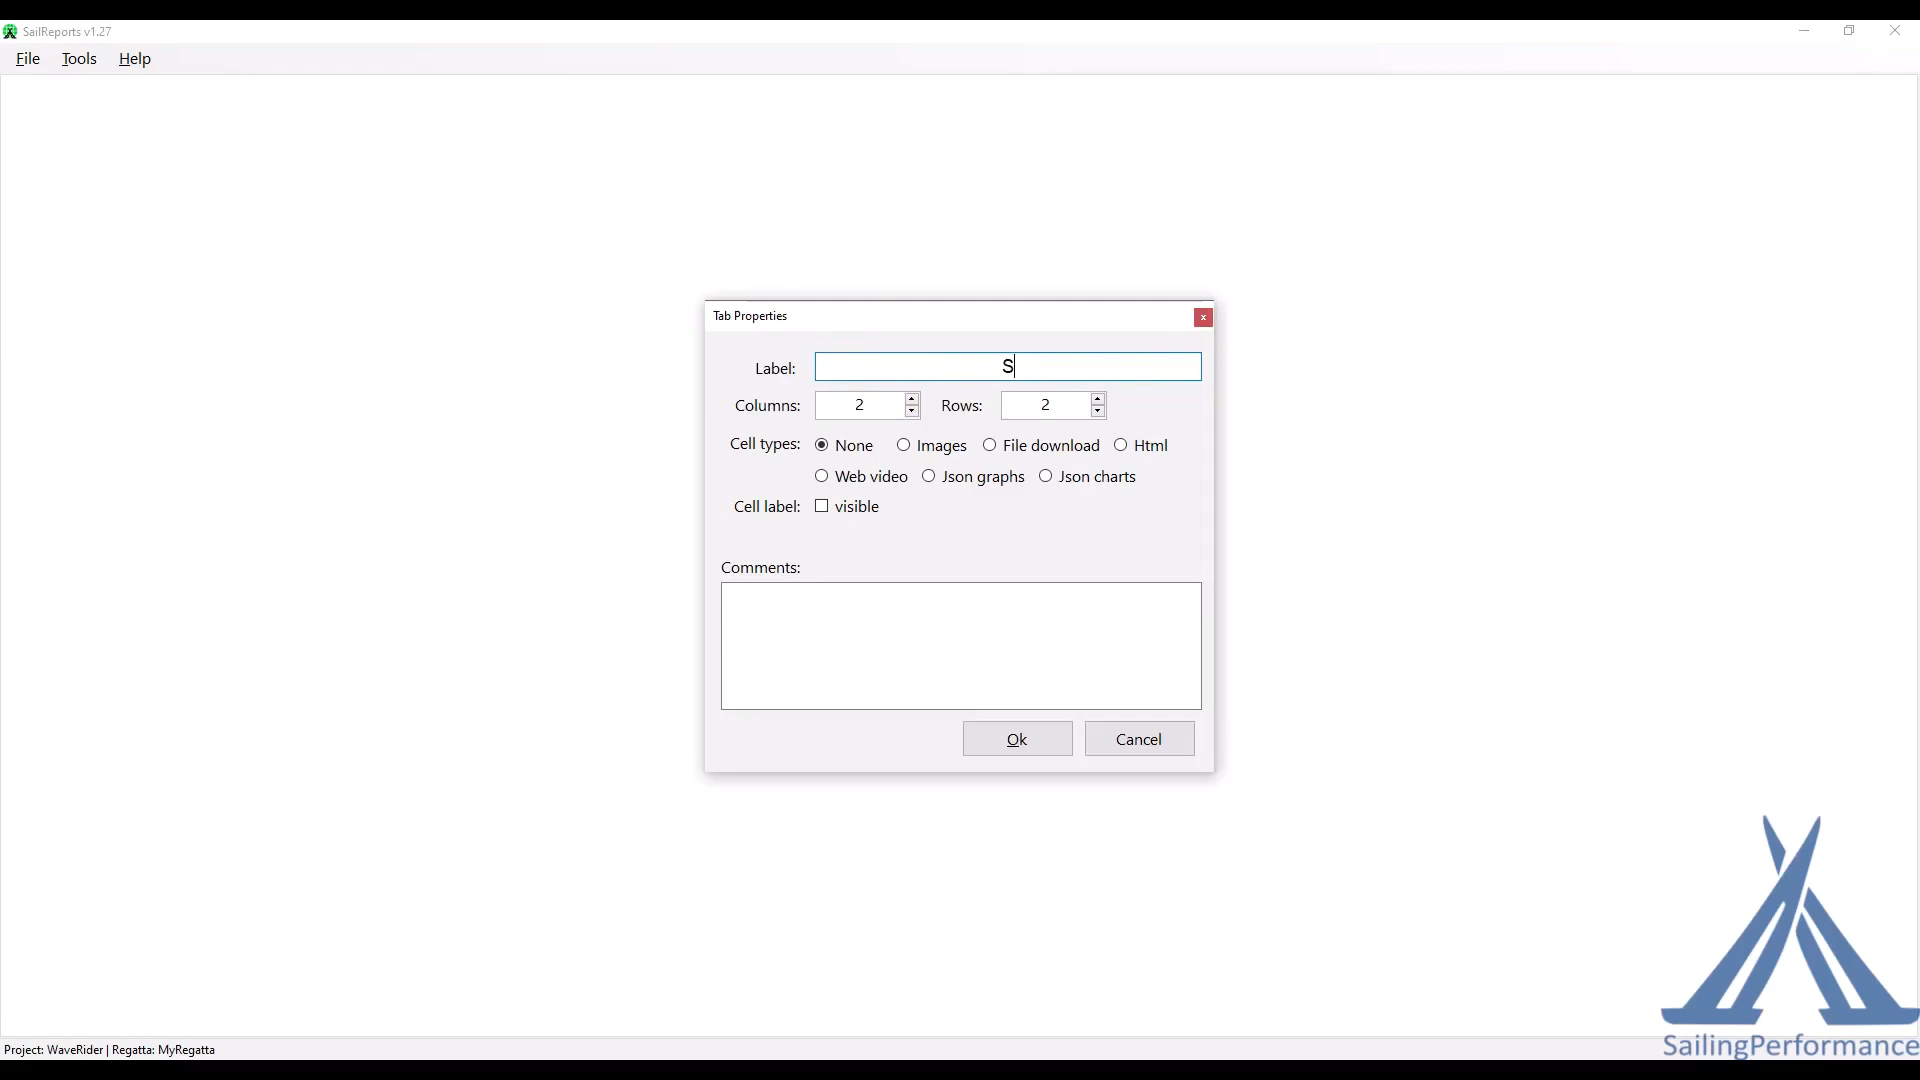 SailReports v1.27
File Tools Help
Tab Properties
x
Label: S
Columns: 2 Rows: 2
Cell types: None Images File download Html
Web video Json graphs Json charts
Cell label: visible
Comments:
Ok Cancel
SailingPerformance
Project: WaveRider | Regatta: MyRegatta